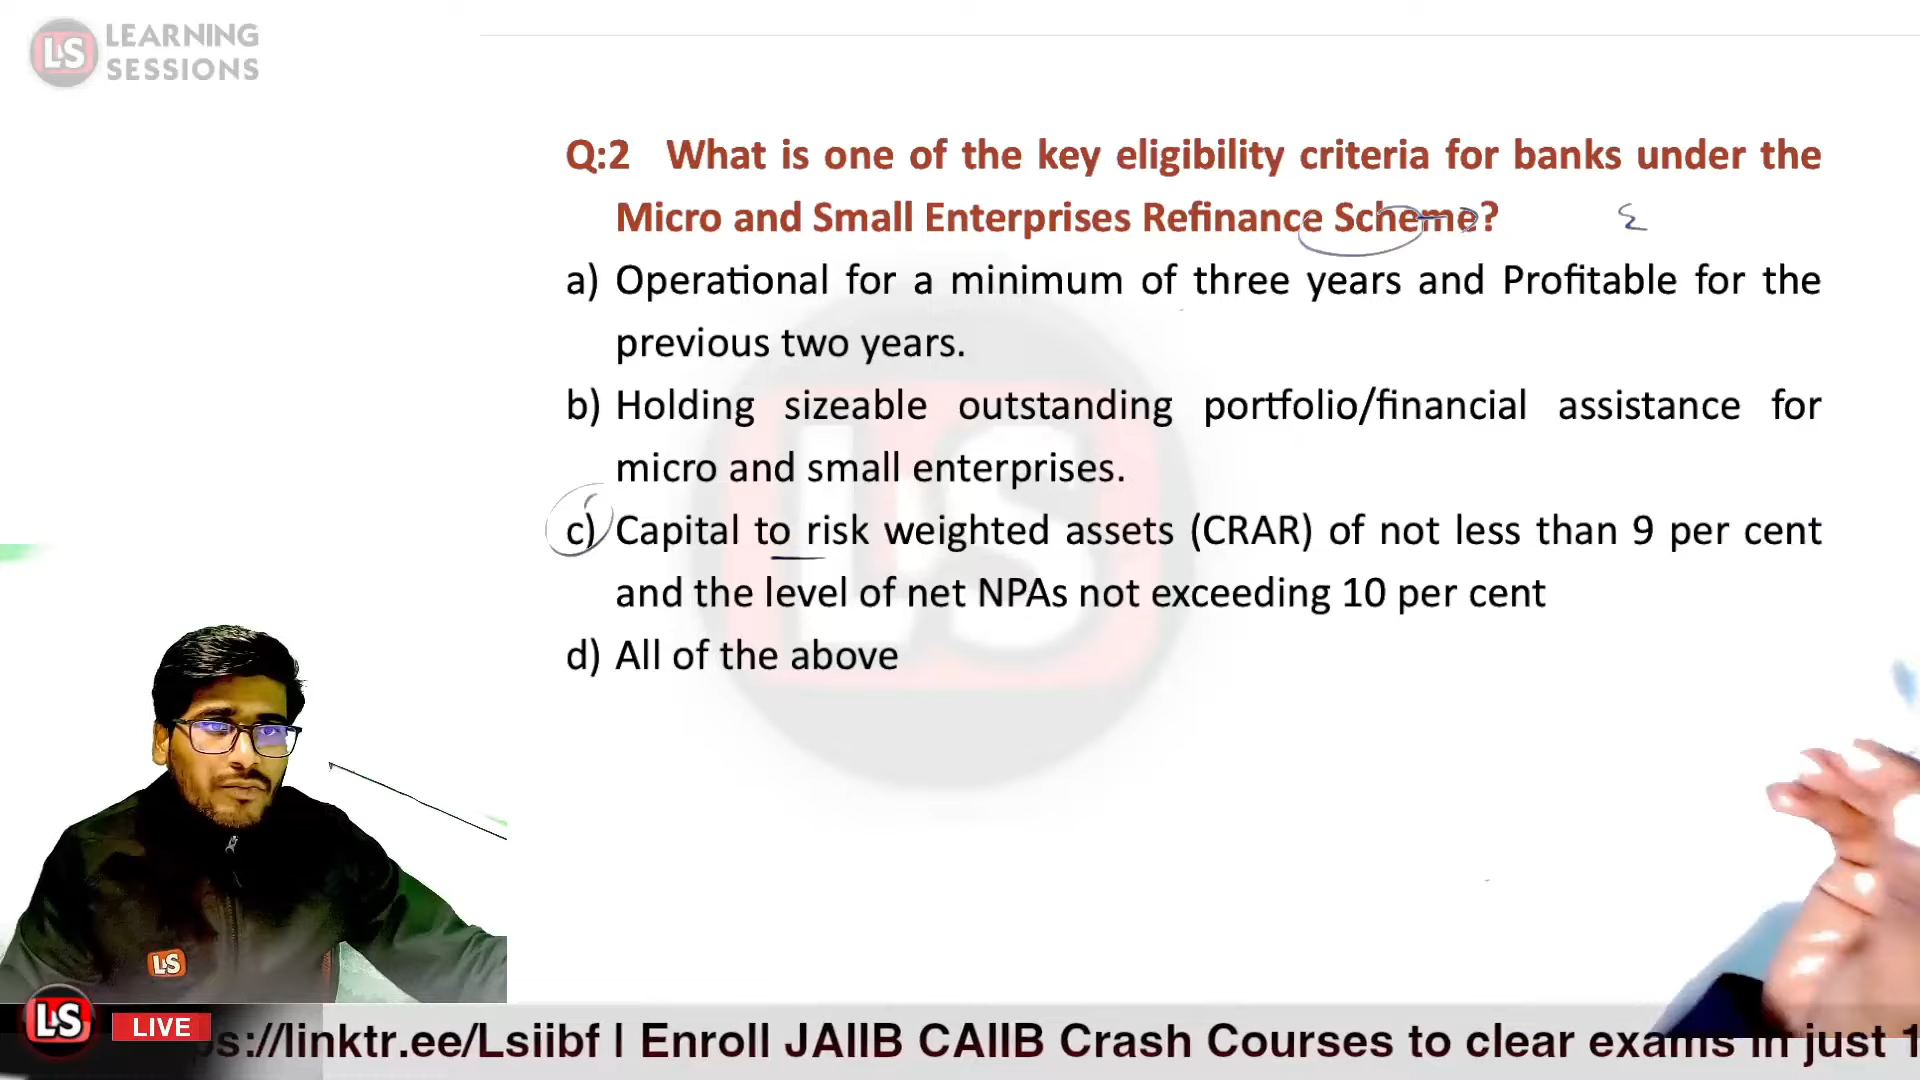 LS LEARNING
SESSIONS
Q:2 What is one of the key eligibility criteria for banks under the
Micro and Small Enterprises Refinance Scheme?
a) Operational for a minimum of three years and Profitable for the
previous two years.
b) Holding sizeable outstanding portfolio/financial assistance for
micro and small enterprises.
c) Capital to risk weighted assets (CRAR) of not less than 9 per cent
and the level of net NPAs not exceeding 10 per cent
d) All of the above
LS
LS
LS LIVE s://linktr.ee/Lsiibf | Enroll JAIIB CAIIB Crash Courses to clear exams in just 1